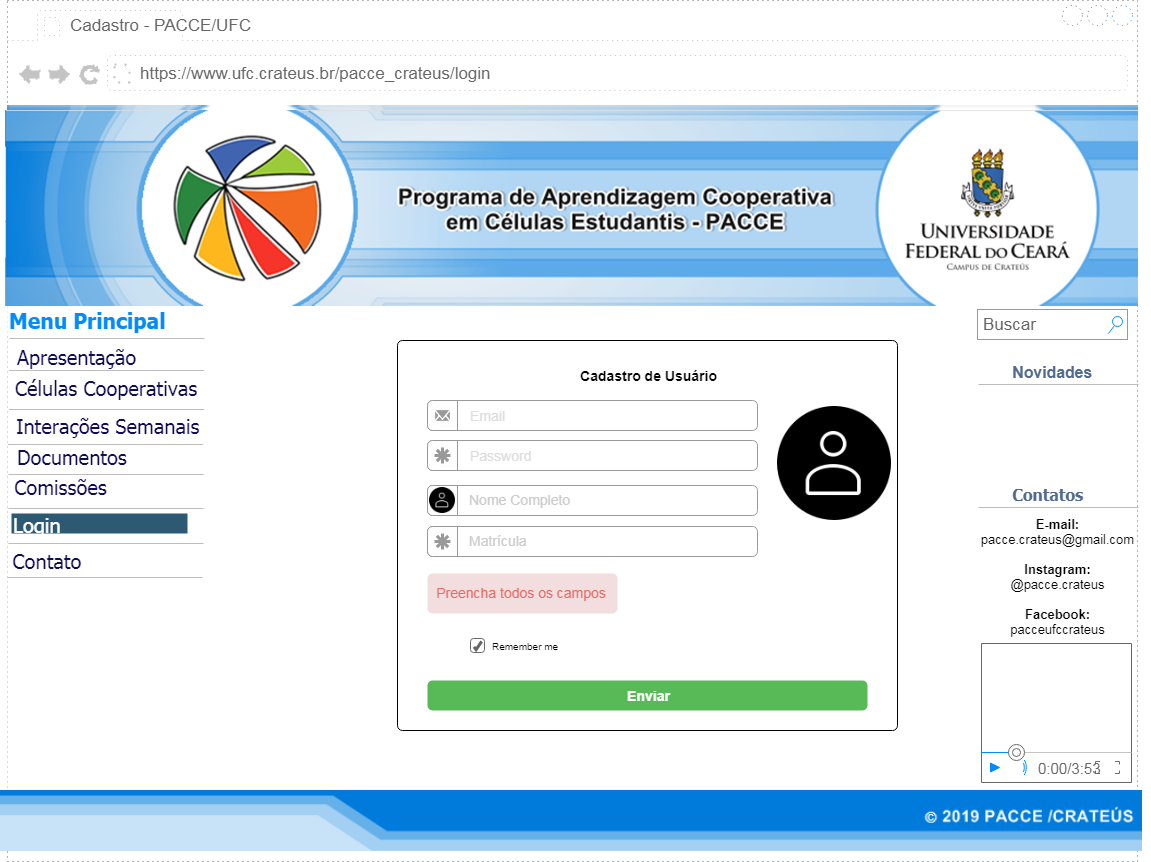 Cadastro - PACCE/UFC
https://www.ufc.crateus.br/pacce_crateus/login
Programa de Aprendizagem Cooperativa
em Células Estudantis - PACCE
UNIVERSIDADE
FEDERAL DO CEARÁ
CAMPUS DE CRATEÚS
Menu Principal
Apresentação
Células Cooperativas
Interações Semanais
Documentos
Comissões
Login
Contato
Cadastro de Usuário
Email
Password
Nome Completo
Matrícula
Preencha todos os campos
Remember me
Enviar
Buscar
Novidades
Contatos
E-mail:
pacce.crateus@gmail.com
Instagram:
@pacce.crateus
Facebook:
pacceufccrateus
0:00/3:53
© 2019 PACCE /CRATEÚS